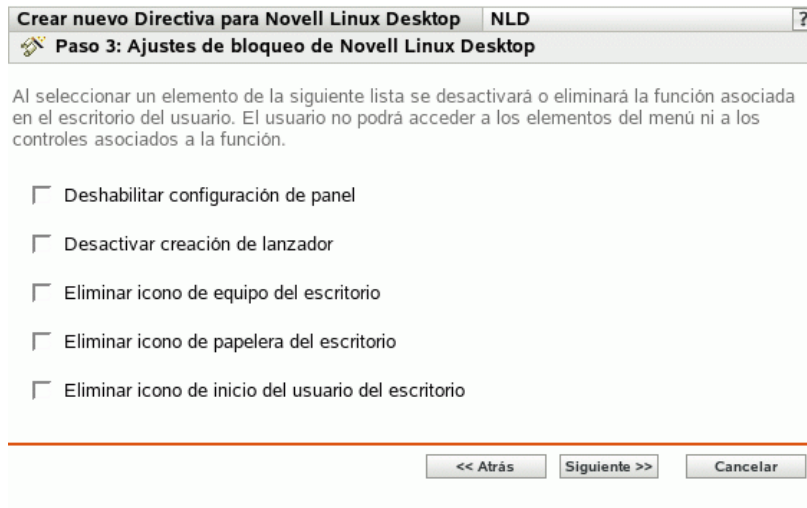 Crear nuevo Directiva para Novell Linux Desktop NLD ?
Paso 3: Ajustes de bloqueo de Novell Linux Desktop
Al seleccionar un elemento de la siguiente lista se desactivará o eliminará la función asociada
en el escritorio del usuario. El usuario no podrá acceder a los elementos del menú ni a los
controles asociados a la función.
Deshabilitar configuración de panel
Desactivar creación de lanzador
Eliminar icono de equipo del escritorio
Eliminar icono de papelera del escritorio
Eliminar icono de inicio del usuario del escritorio
<< Atrás Siguiente >> Cancelar